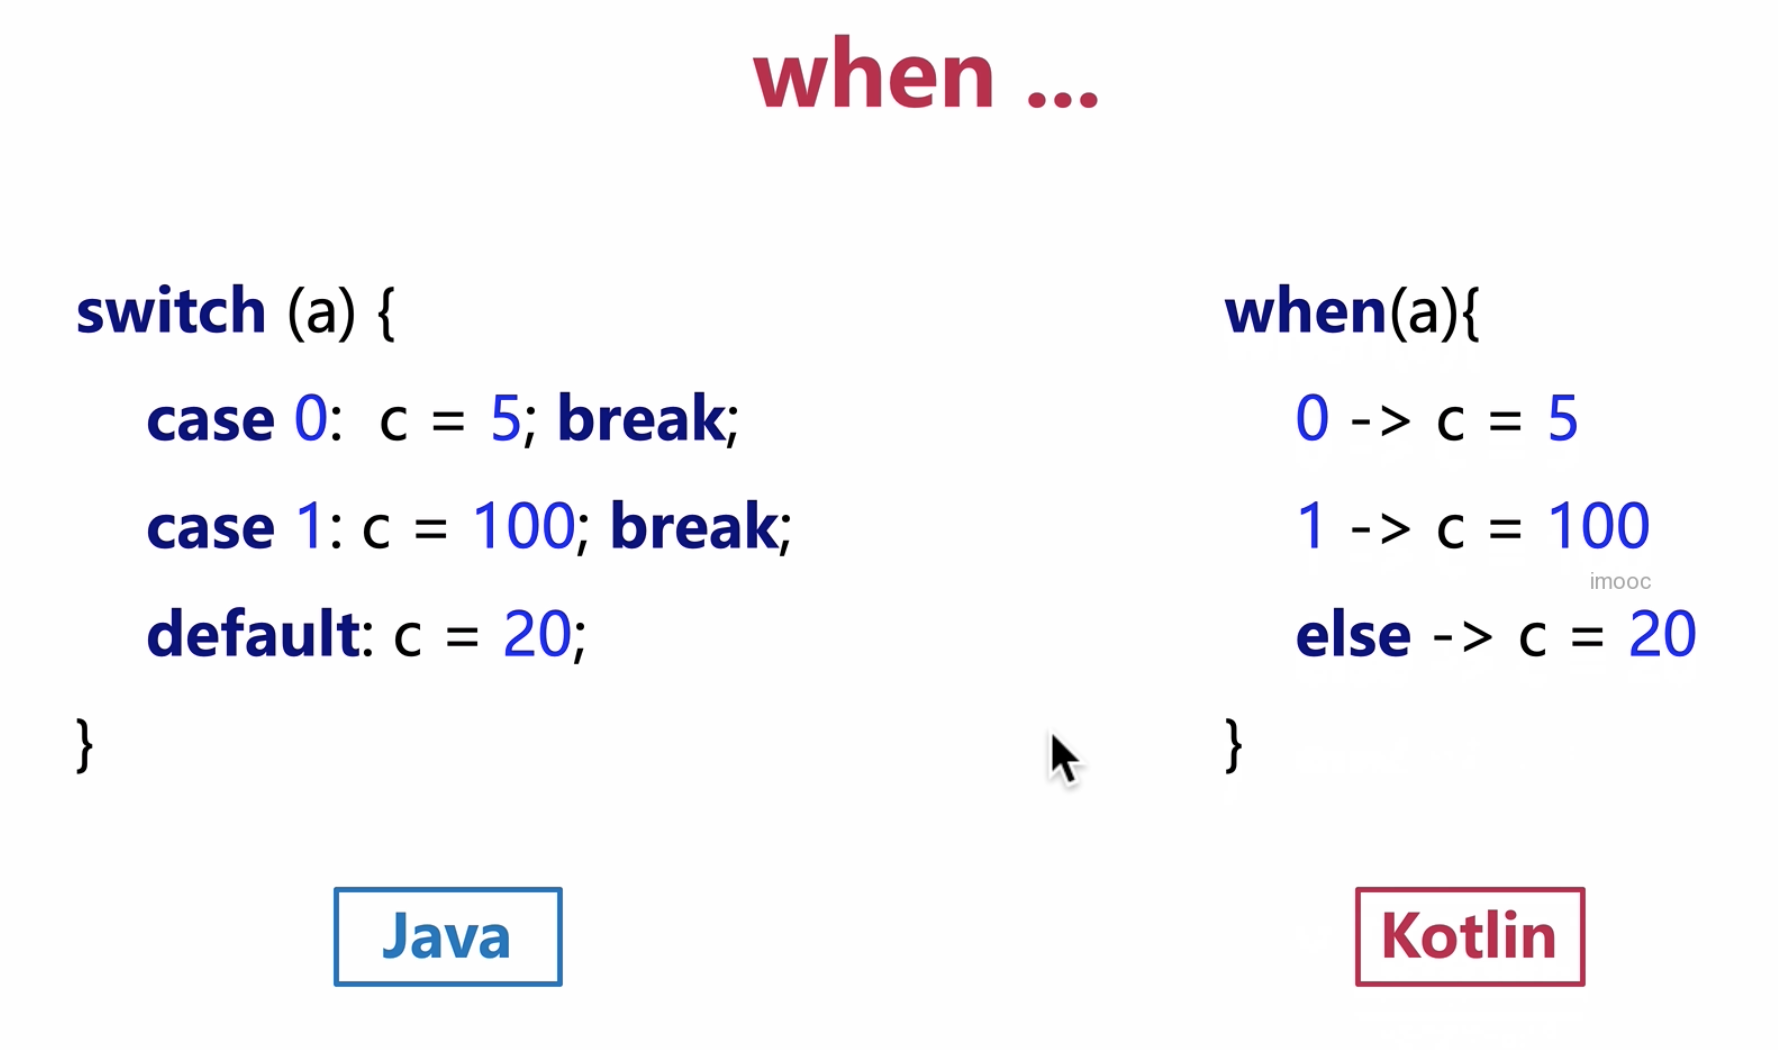 when ...
switch (a) {
case 0:  c = 5; break;
case 1: c = 100; break;
default: c = 20;
}
Java
when(a){
0 -> c = 5
1 -> c = 100
imooc
else -> c = 20
}
Kotlin